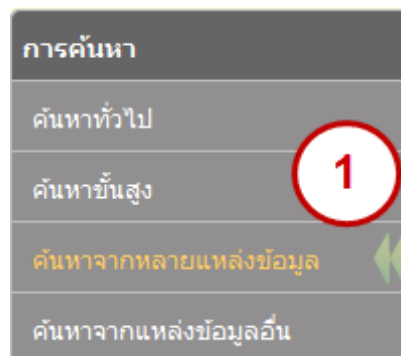 การค้นหา
ค้นหาทั่วไป
1
ค้นหาขั้นสูง
ค้นหาจากหลายแหล่งข้อมูล
ค้นหาจากแหล่งข้อมูลอื่น